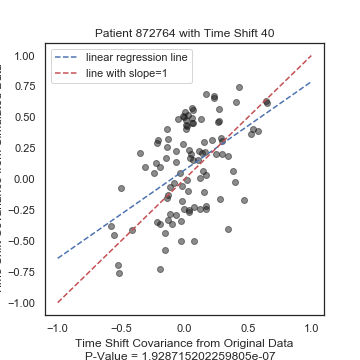 Patient 872764 with Time Shift 40
linear regression line
line with slope=1
1.00
0.75
0.50
0.25
0.00
−0.25
−0.50
−0.75
−1.00
−1.0 −0.5 0.0 0.5 1.0
Time Shift Covariance from Original Data
P-Value = 1.928715202259805e-07